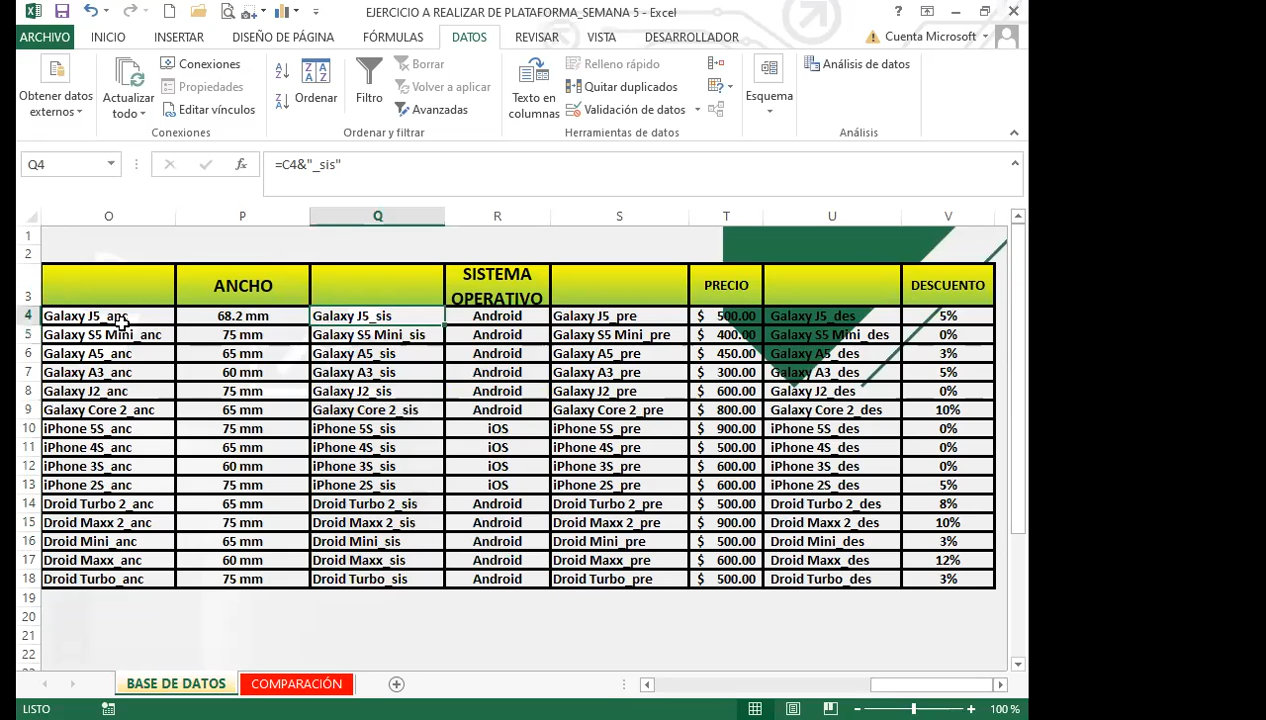 EJERCICIO A REALIZAR DE PLATAFORMA_SEMANA 5 - Excel
ARCHIVO INICIO INSERTAR DISEÑO DE PÁGINA FÓRMULAS DATOS REVISAR VISTA DESARROLLADOR Cuenta Microsoft
Obtener datos externos
Actualizar todo
Conexiones
Propiedades
Editar vínculos
Conexiones
Ordenar
Filtro
Borrar
Volver a aplicar
Avanzadas
Ordenar y filtrar
Texto en columnas
Relleno rápido
Quitar duplicados
Validación de datos
Herramientas de datos
Esquema
Análisis de datos
Análisis
Q4 fx =C4&"_sis"
O P Q R S T U V
1
2
3 ANCHO SISTEMA OPERATIVO PRECIO DESCUENTO
4 Galaxy J5_anc 68.2 mm Galaxy J5_sis Android Galaxy J5_pre $ 500.00 Galaxy J5_des 5%
5 Galaxy S5 Mini_anc 75 mm Galaxy S5 Mini_sis Android Galaxy S5 Mini_pre $ 400.00 Galaxy S5 Mini_des 0%
6 Galaxy A5_anc 65 mm Galaxy A5_sis Android Galaxy A5_pre $ 450.00 Galaxy A5_des 3%
7 Galaxy A3_anc 60 mm Galaxy A3_sis Android Galaxy A3_pre $ 300.00 Galaxy A3_des 5%
8 Galaxy J2_anc 75 mm Galaxy J2_sis Android Galaxy J2_pre $ 600.00 Galaxy J2_des 0%
9 Galaxy Core 2_anc 65 mm Galaxy Core 2_sis Android Galaxy Core 2_pre $ 800.00 Galaxy Core 2_des 10%
10 iPhone 5S_anc 75 mm iPhone 5S_sis iOS iPhone 5S_pre $ 900.00 iPhone 5S_des 0%
11 iPhone 4S_anc 65 mm iPhone 4S_sis iOS iPhone 4S_pre $ 500.00 iPhone 4S_des 0%
12 iPhone 3S_anc 60 mm iPhone 3S_sis iOS iPhone 3S_pre $ 600.00 iPhone 3S_des 0%
13 iPhone 2S_anc 75 mm iPhone 2S_sis iOS iPhone 2S_pre $ 600.00 iPhone 2S_des 5%
14 Droid Turbo 2_anc 65 mm Droid Turbo 2_sis Android Droid Turbo 2_pre $ 500.00 Droid Turbo 2_des 8%
15 Droid Maxx 2_anc 75 mm Droid Maxx 2_sis Android Droid Maxx 2_pre $ 900.00 Droid Maxx 2_des 10%
16 Droid Mini_anc 65 mm Droid Mini_sis Android Droid Mini_pre $ 500.00 Droid Mini_des 3%
17 Droid Maxx_anc 60 mm Droid Maxx_sis Android Droid Maxx_pre $ 600.00 Droid Maxx_des 12%
18 Droid Turbo_anc 75 mm Droid Turbo_sis Android Droid Turbo_pre $ 500.00 Droid Turbo_des 3%
19
20
21
22
BASE DE DATOS COMPARACIÓN
LISTO 100 %